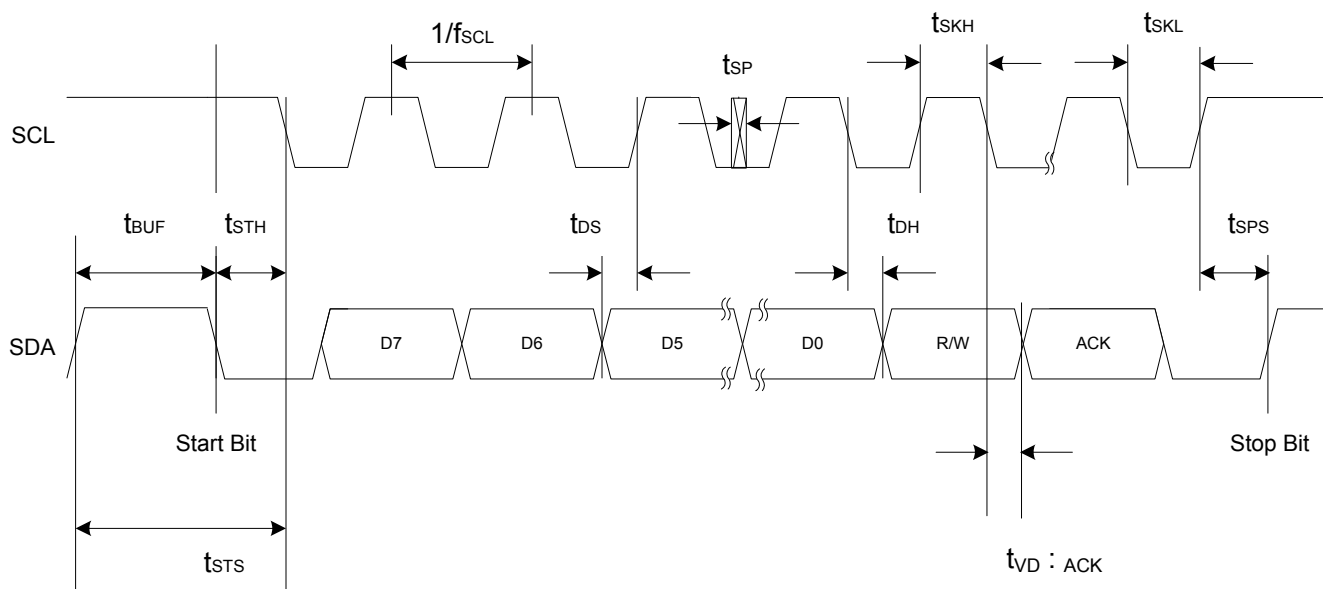 1/fSCL
tSKH
tSKL
tSP
SCL
tBUF
tSTH
tDS
tDH
tSPS
SDA
D7
D6
D5
D0
R/W
ACK
Start Bit
Stop Bit
tSTS
tVD : ACK